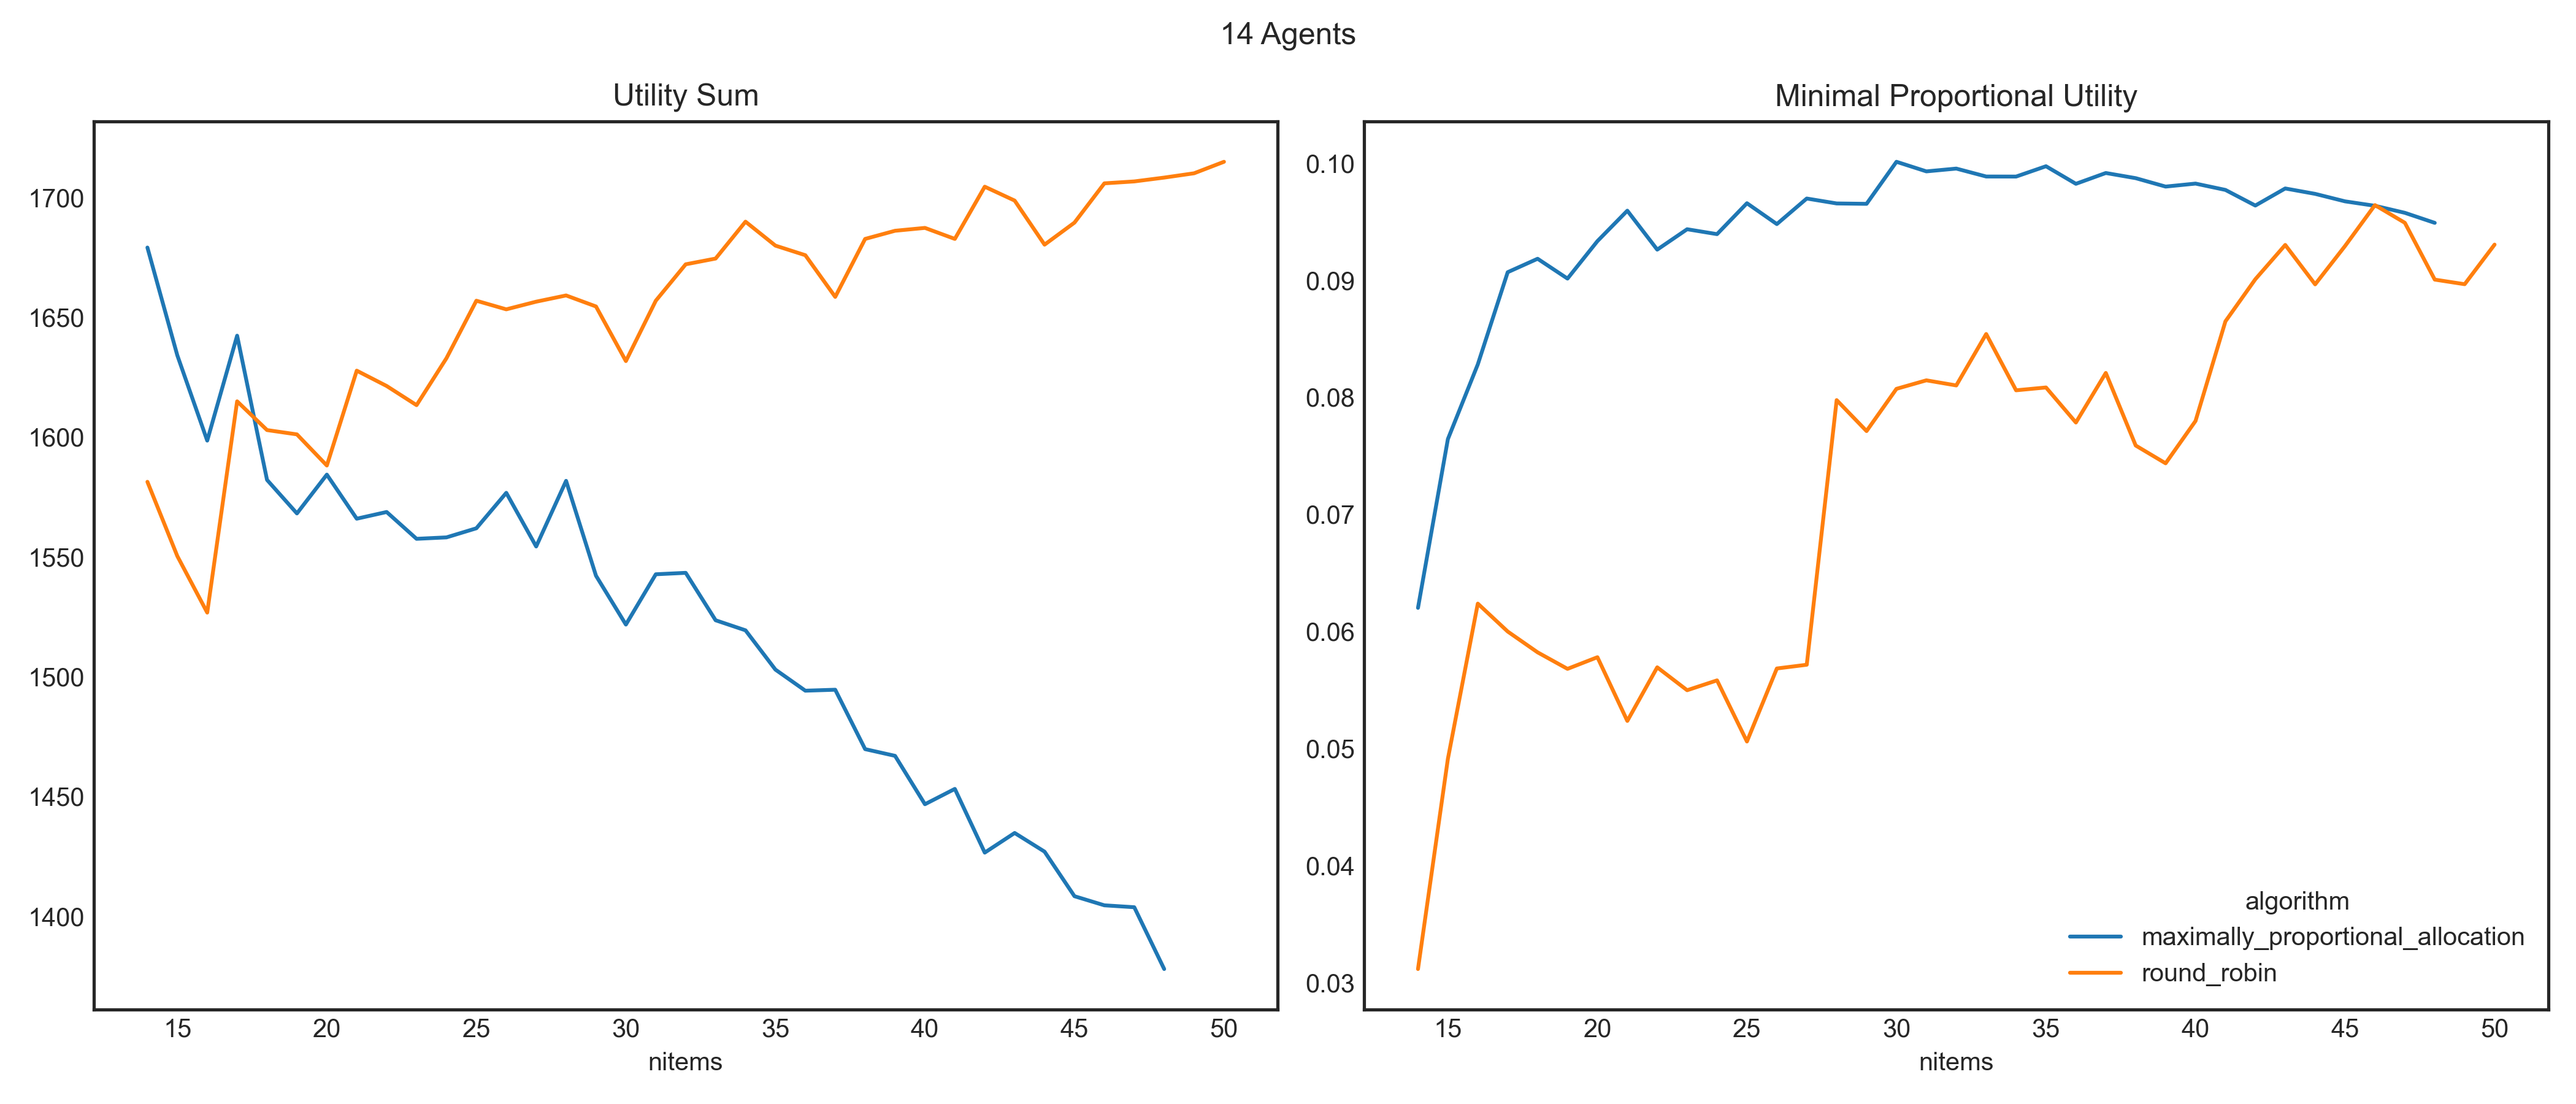 14 Agents
Utility Sum
1700
1650
1600
1550
1500
1450
1400
15 20 25 30 35 40 45 50
nitems
Minimal Proportional Utility
0.10
0.09
0.08
0.07
0.06
0.05
0.04
0.03
15 20 25 30 35 40 45 50
nitems
algorithm
maximally_proportional_allocation
round_robin